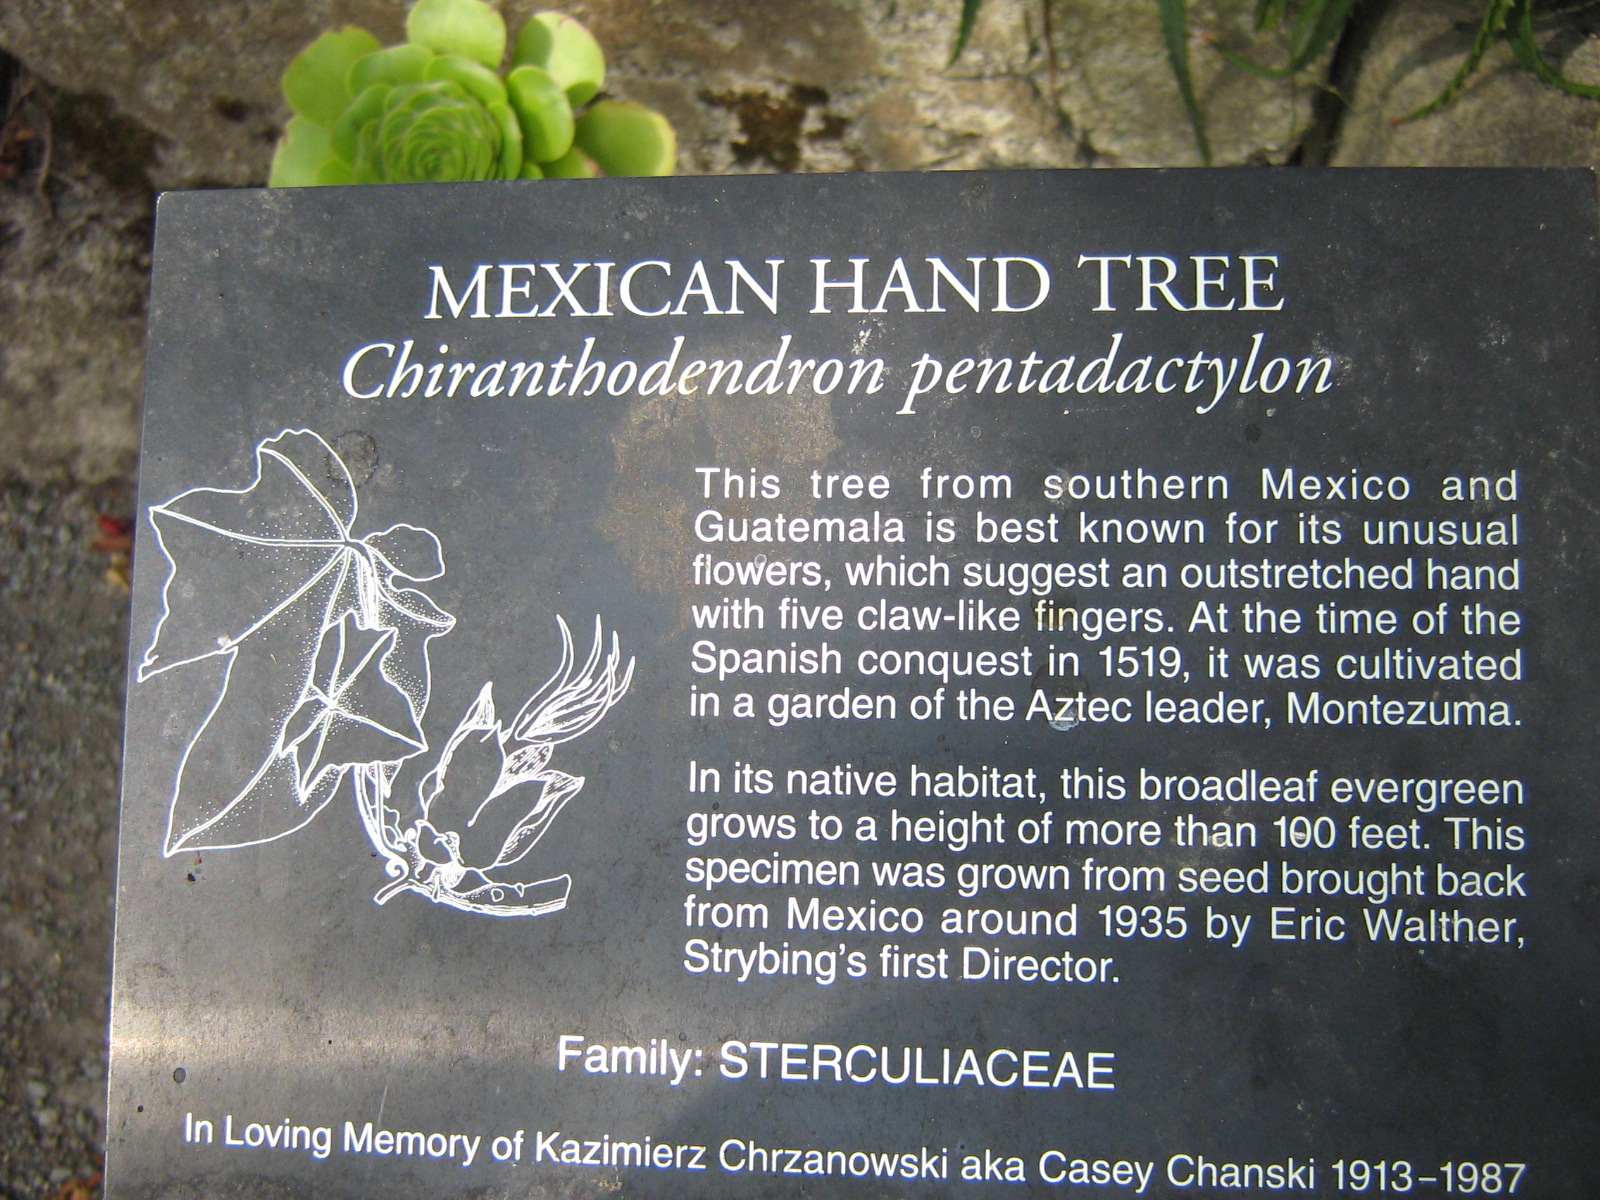 MEXICAN HAND TREE
Chiranthodendron pentadactylon
This tree from southern Mexico and
Guatemala is best known for its unusual
flowers, which suggest an outstretched hand
with five claw-like fingers. At the time of the
Spanish conquest in 1519, it was cultivated
in a garden of the Aztec leader, Montezuma.
In its native habitat, this broadleaf evergreen
grows to a height of more than 100 feet. This
specimen was grown from seed brought back
from Mexico around 1935 by Eric Walther,
Strybing's first Director.
Family: STERCULIACEAE
In Loving Memory of Kazimierz Chrzanowski aka Casey Chanski 1913–1987